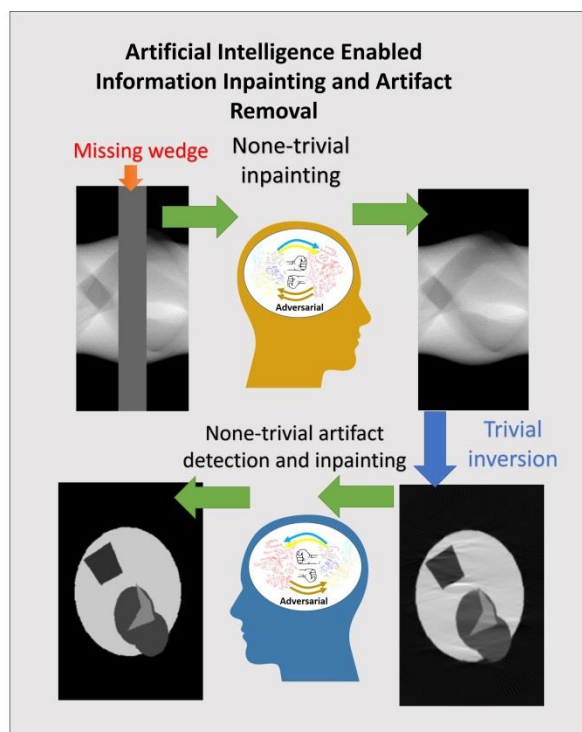 Artificial Intelligence Enabled
Information Inpainting and Artifact
Removal
Missing wedge
None-trivial
inpainting
Adversarial
None-trivial artifact
detection and inpainting
Trivial
inversion
Adversarial